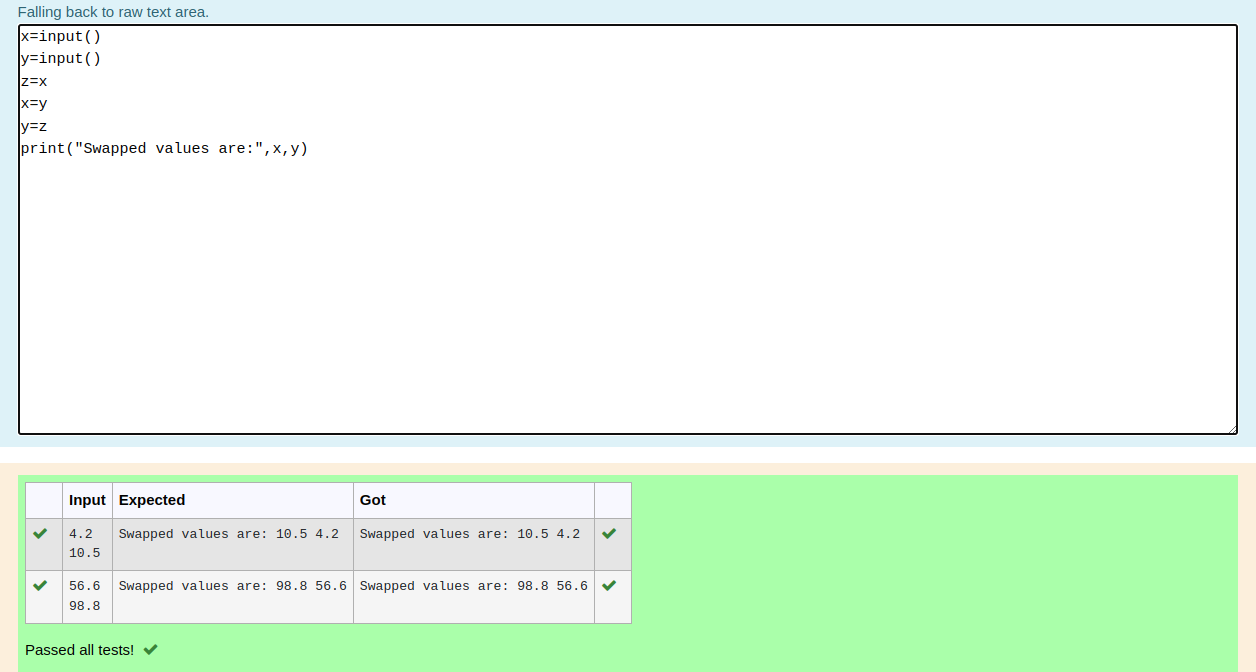 Falling back to raw text area.
x=input()
y=input()
z=x
x=y
y=z
print("Swapped values are:",x,y)
Input Expected Got
4.2 Swapped values are: 10.5 4.2 Swapped values are: 10.5 4.2
10.5
56.6 Swapped values are: 98.8 56.6 Swapped values are: 98.8 56.6
98.8
Passed all tests!